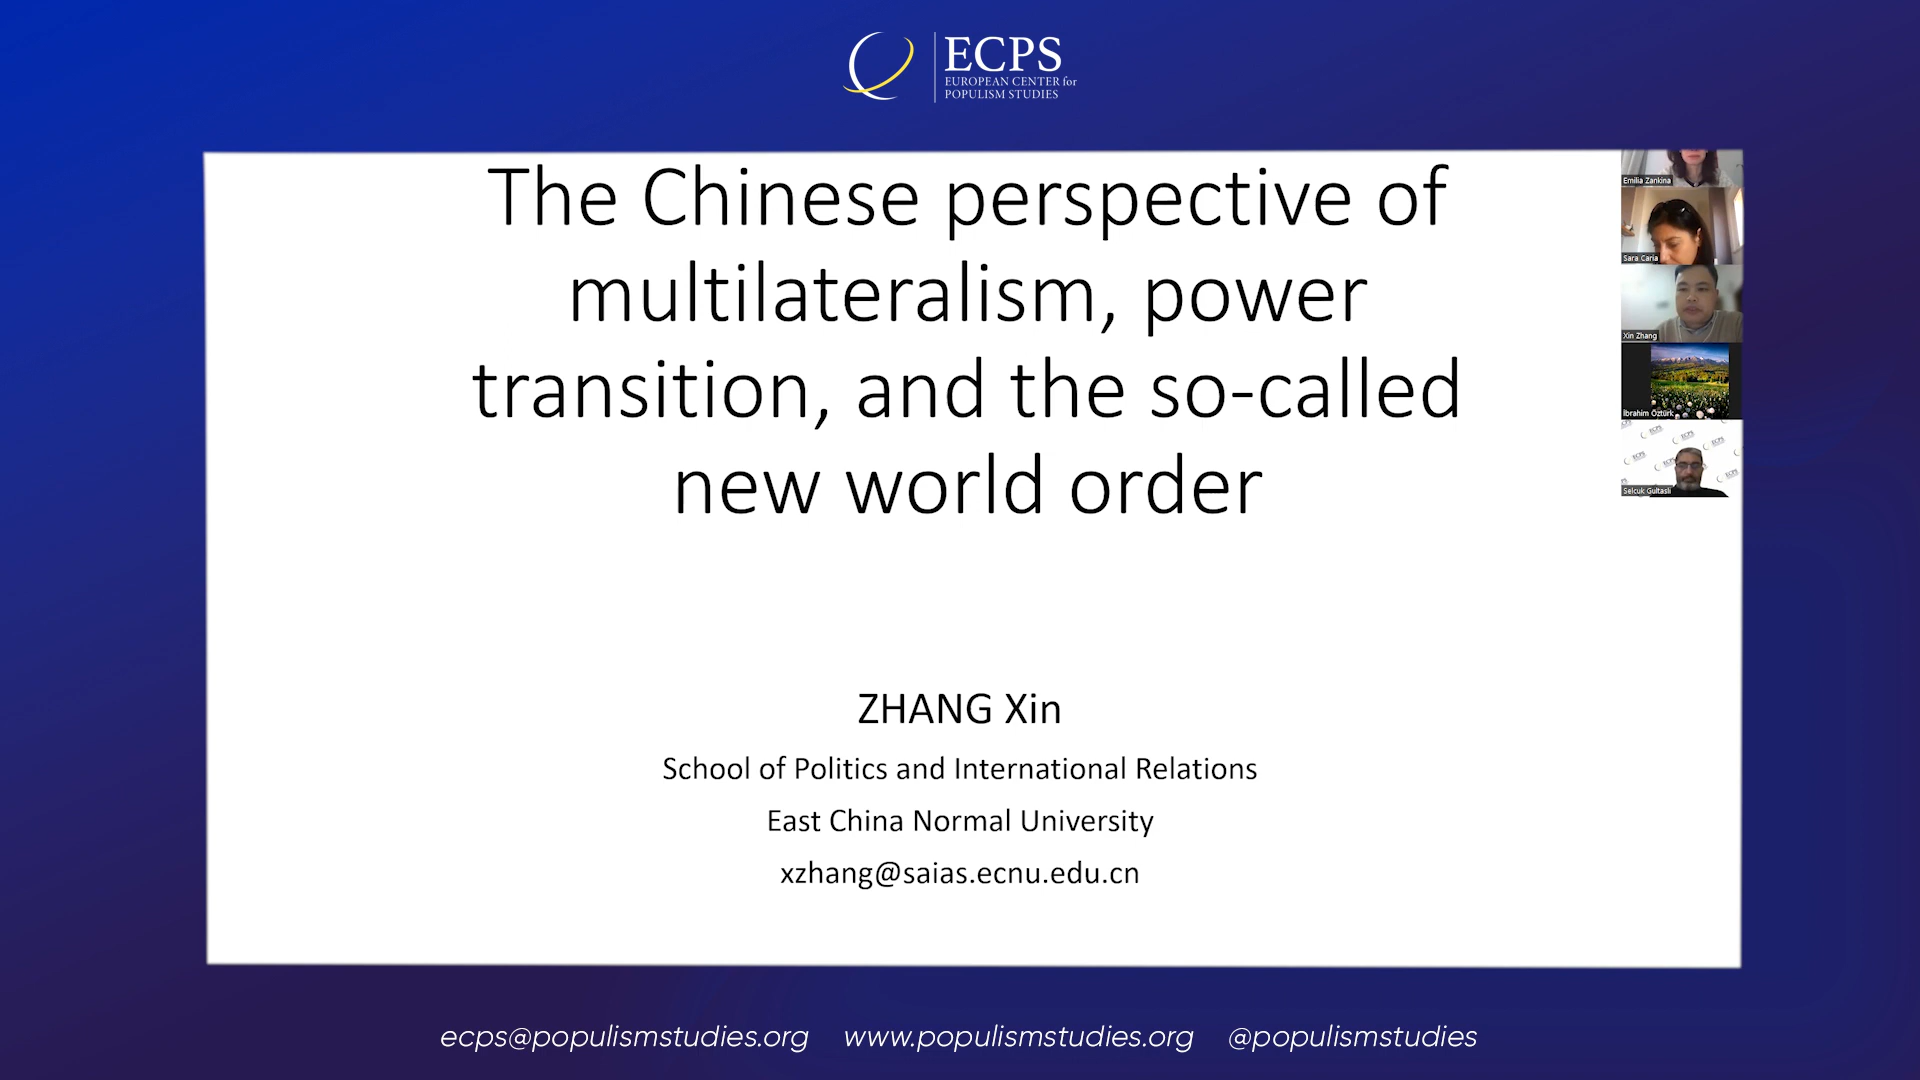 ECPS
EUROPEAN CENTER for
POPULISM STUDIES
The Chinese perspective of
multilateralism, power
transition, and the so-called
new world order
ZHANG Xin
School of Politics and International Relations
East China Normal University
xzhang@saias.ecnu.edu.cn
Emilia Zankina
Sara Caria
Xin Zhang
İbrahim Öztürk
Selcuk Gultasli
ecps@populismstudies.org www.populismstudies.org @populismstudies